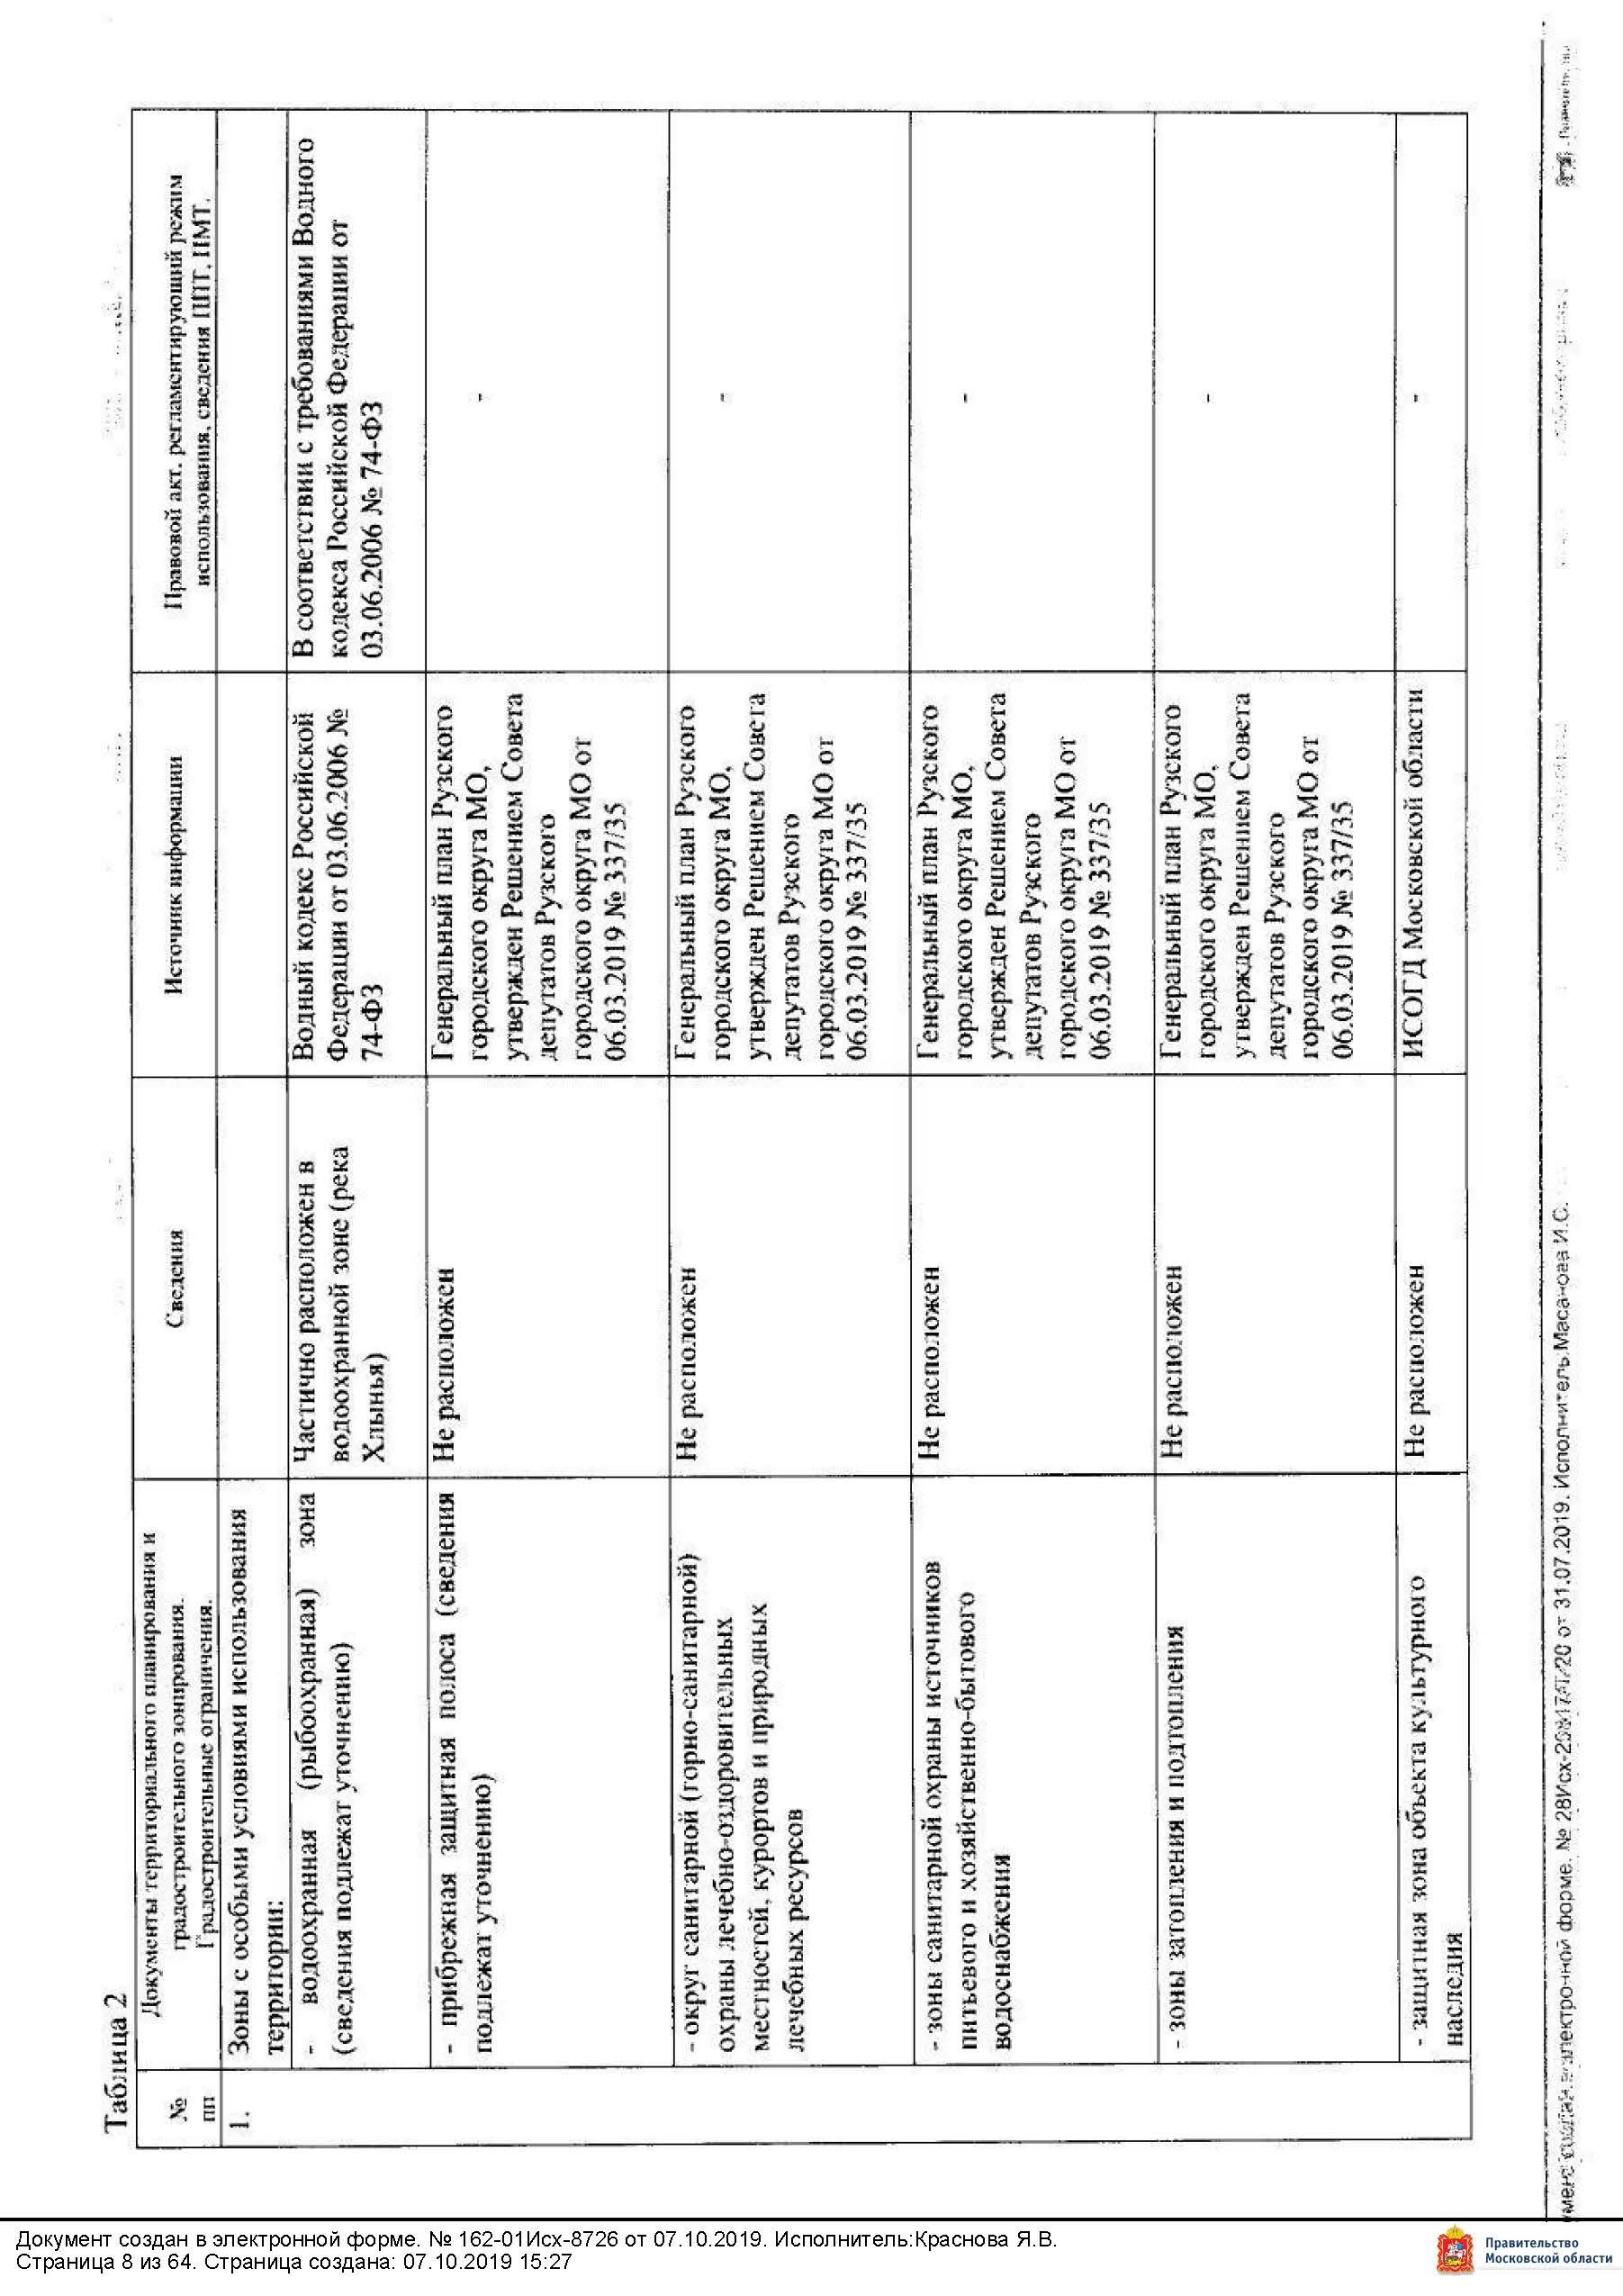 Таблица 2
№
пп
Документы территориального планирования и
градостроительного зонирования.
Градостроительные ограничения.
Сведения
Источник информации
Правовой акт, регламентирующий режим
использования, сведения ППТ, ПМТ.
1.
Зоны с особыми условиями использования
территории:
- водоохранная (рыбоохранная) зона
(сведения подлежат уточнению)
Частично расположен в
водоохранной зоне (река
Хлынья)
Водный кодекс Российской
Федерации от 03.06.2006 №
74-ФЗ
В соответствии с требованиями Водного
кодекса Российской Федерации от
03.06.2006 № 74-ФЗ
- прибрежная защитная полоса (сведения
подлежат уточнению)
Не расположен
Генеральный план Рузского
городского округа МО,
утвержден Решением Совета
депутатов Рузского
городского округа МО от
06.03.2019 № 337/35
-
- округ санитарной (горно-санитарной)
охраны лечебно-оздоровительных
местностей, курортов и природных
лечебных ресурсов
Не расположен
Генеральный план Рузского
городского округа МО,
утвержден Решением Совета
депутатов Рузского
городского округа МО от
06.03.2019 № 337/35
-
- зоны санитарной охраны источников
питьевого и хозяйственно-бытового
водоснабжения
Не расположен
Генеральный план Рузского
городского округа МО,
утвержден Решением Совета
депутатов Рузского
городского округа МО от
06.03.2019 № 337/35
-
- зоны затопления и подтопления
Не расположен
Генеральный план Рузского
городского округа МО,
утвержден Решением Совета
депутатов Рузского
городского округа МО от
06.03.2019 № 337/35
-
- защитная зона объекта культурного
наследия
Не расположен
ИСОГД Московской области
-
электронной форме. от 31.07.2019. Исполнитель:Масанова И.С.
Документ создан в электронной форме. № 162-01Исх-8726 от 07.10.2019. Исполнитель:Краснова Я.В.
Страница 8 из 64. Страница создана: 07.10.2019 15:27
Правительство
Московской области